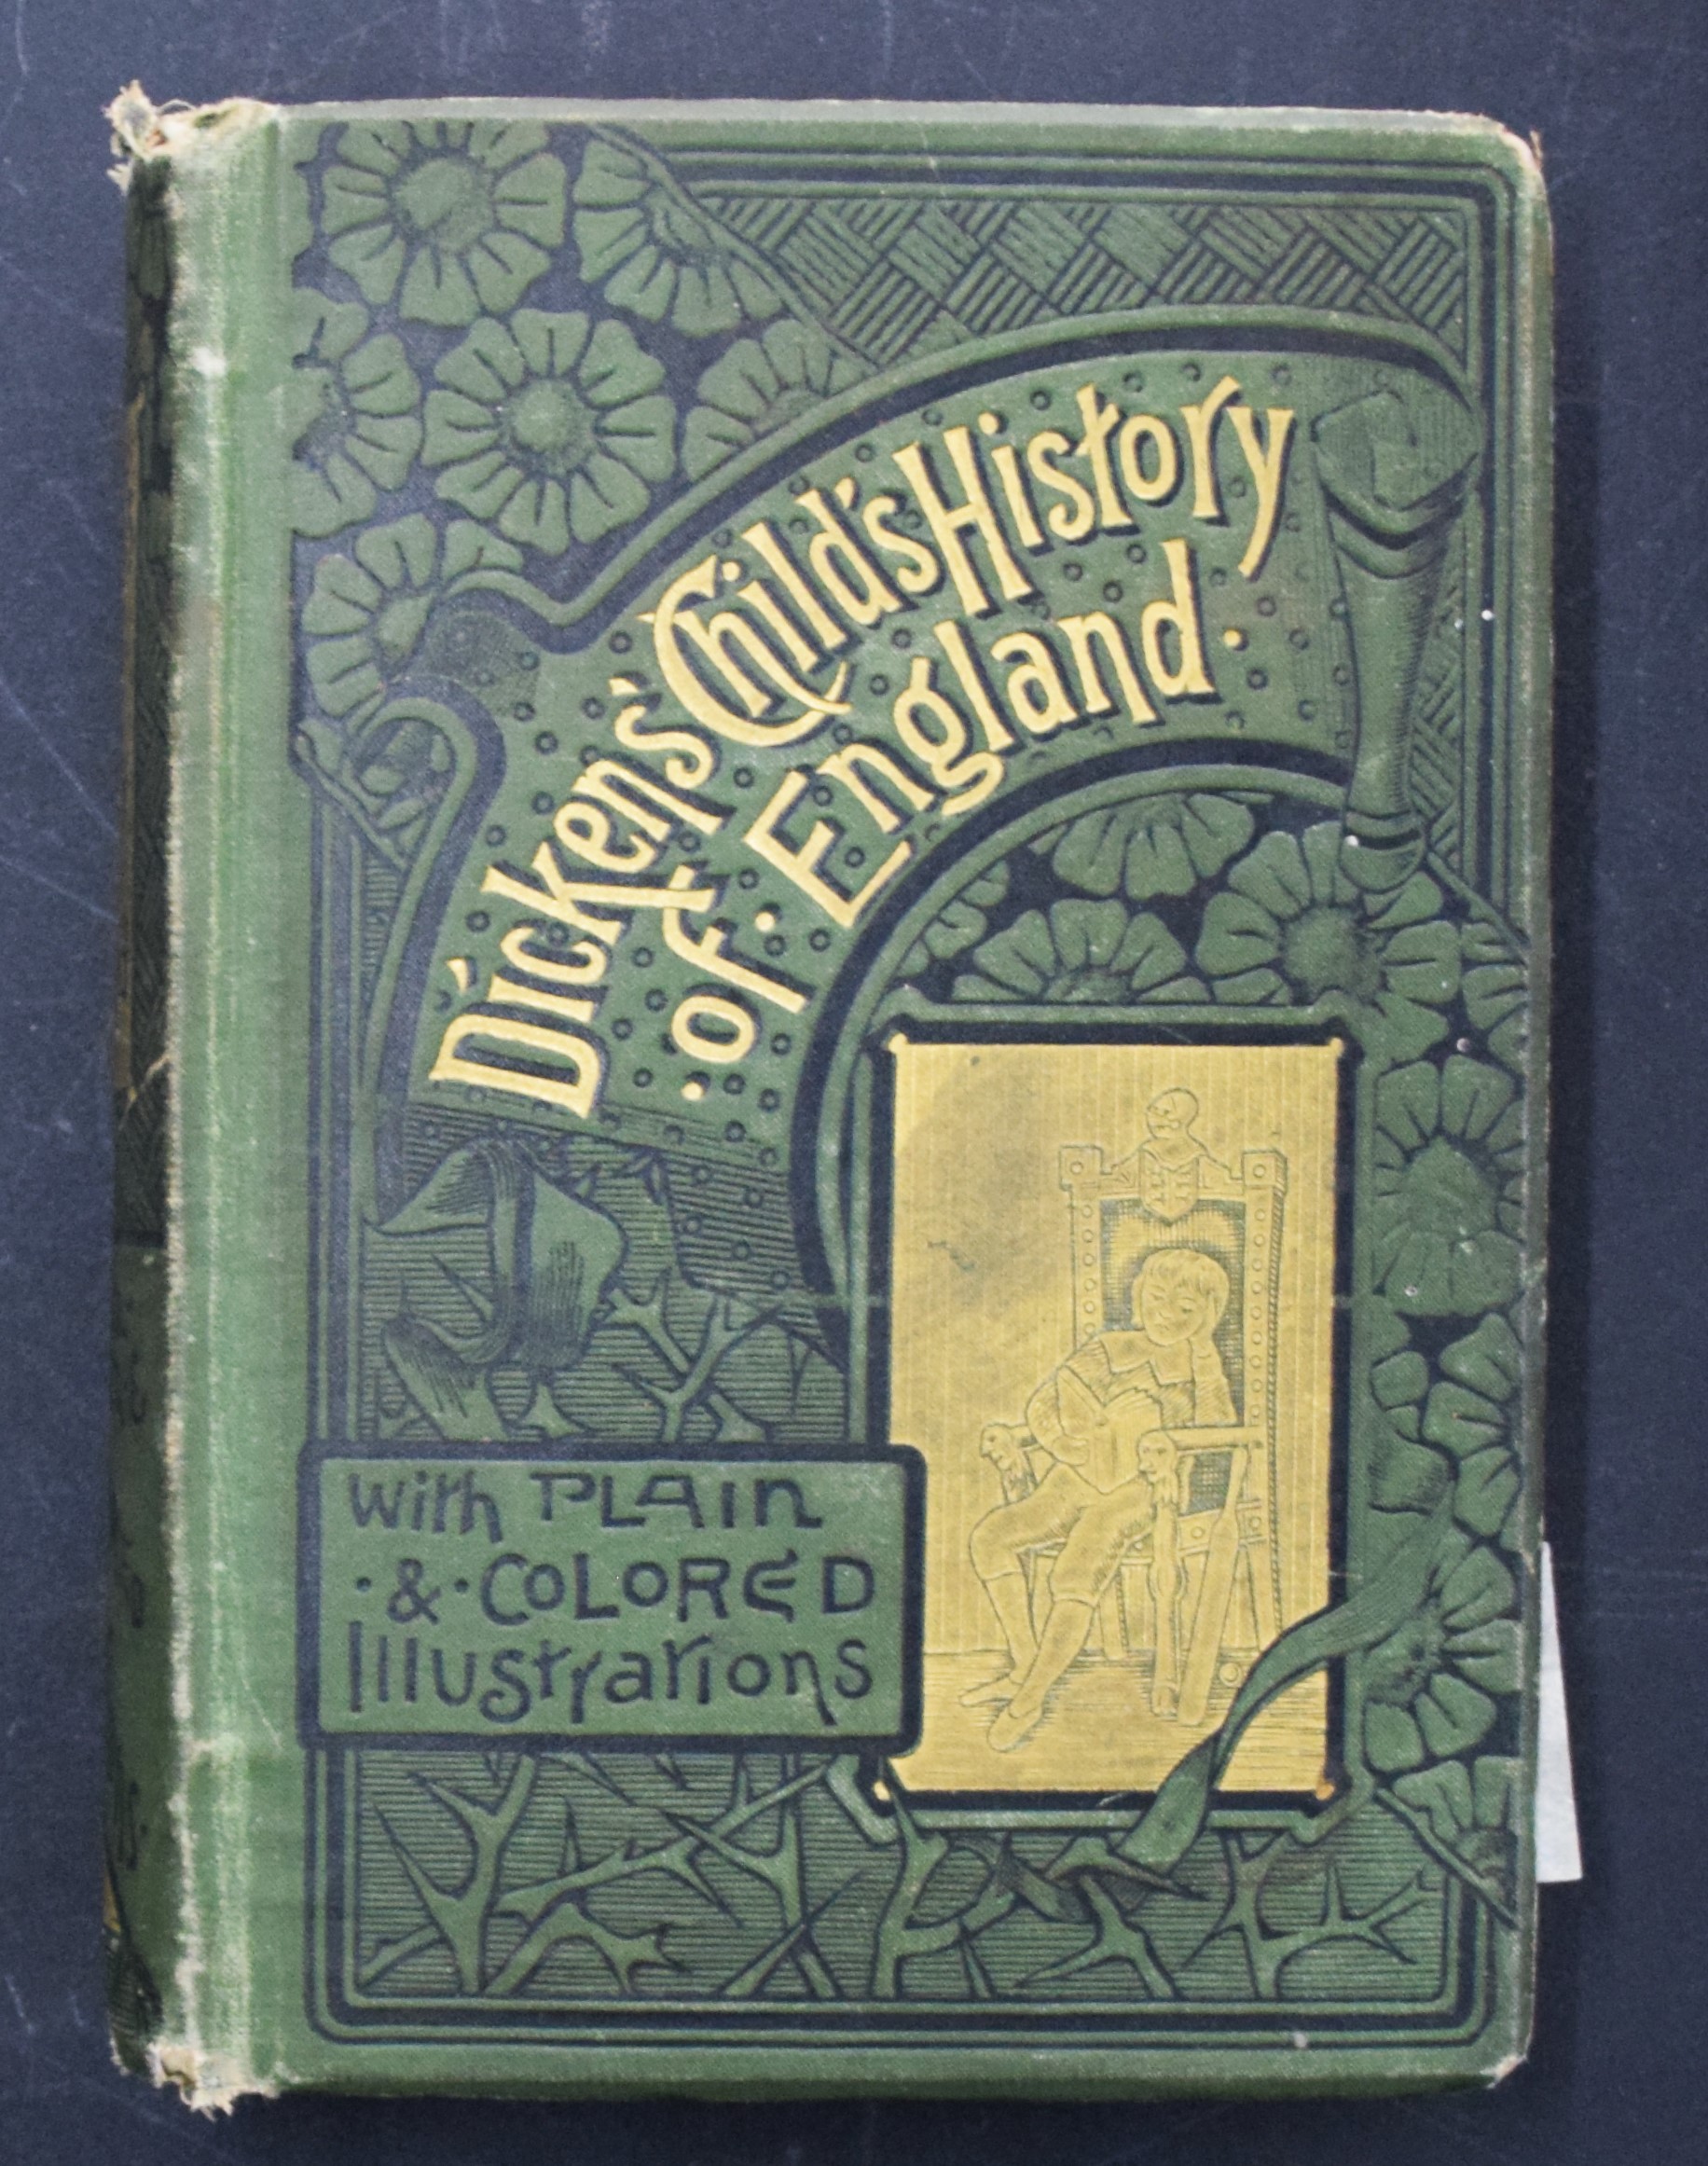 Dickens' Child's History
of England.
With PLAIN
& COLORED
Illustrations